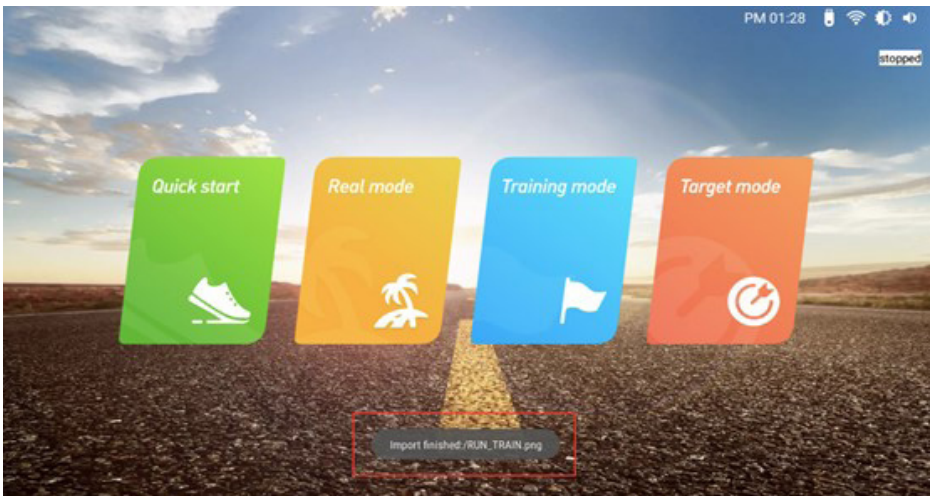 PM 01:28
stopped
Quick start
Real mode
Training mode
Target mode
Import finished:/RUN_TRAIN.png